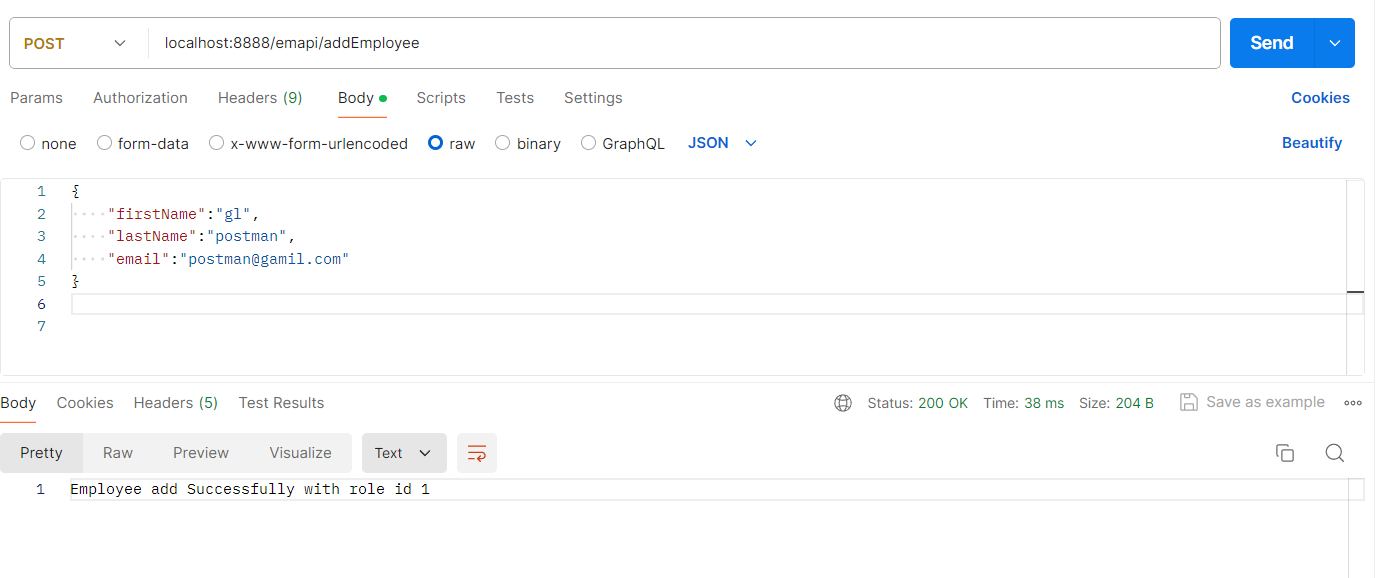 POST localhost:8888/emapi/addEmployee Send
Params Authorization Headers (9) Body Scripts Tests Settings Cookies
none form-data x-www-form-urlencoded raw binary GraphQL JSON Beautify
1 {
2 "firstName":"gl",
3 "lastName":"postman",
4 "email":"postman@gamil.com"
5 }
6
7
Body Cookies Headers (5) Test Results Status: 200 OK Time: 38 ms Size: 204 B Save as example
Pretty Raw Preview Visualize Text
1 Employee add Successfully with role id 1